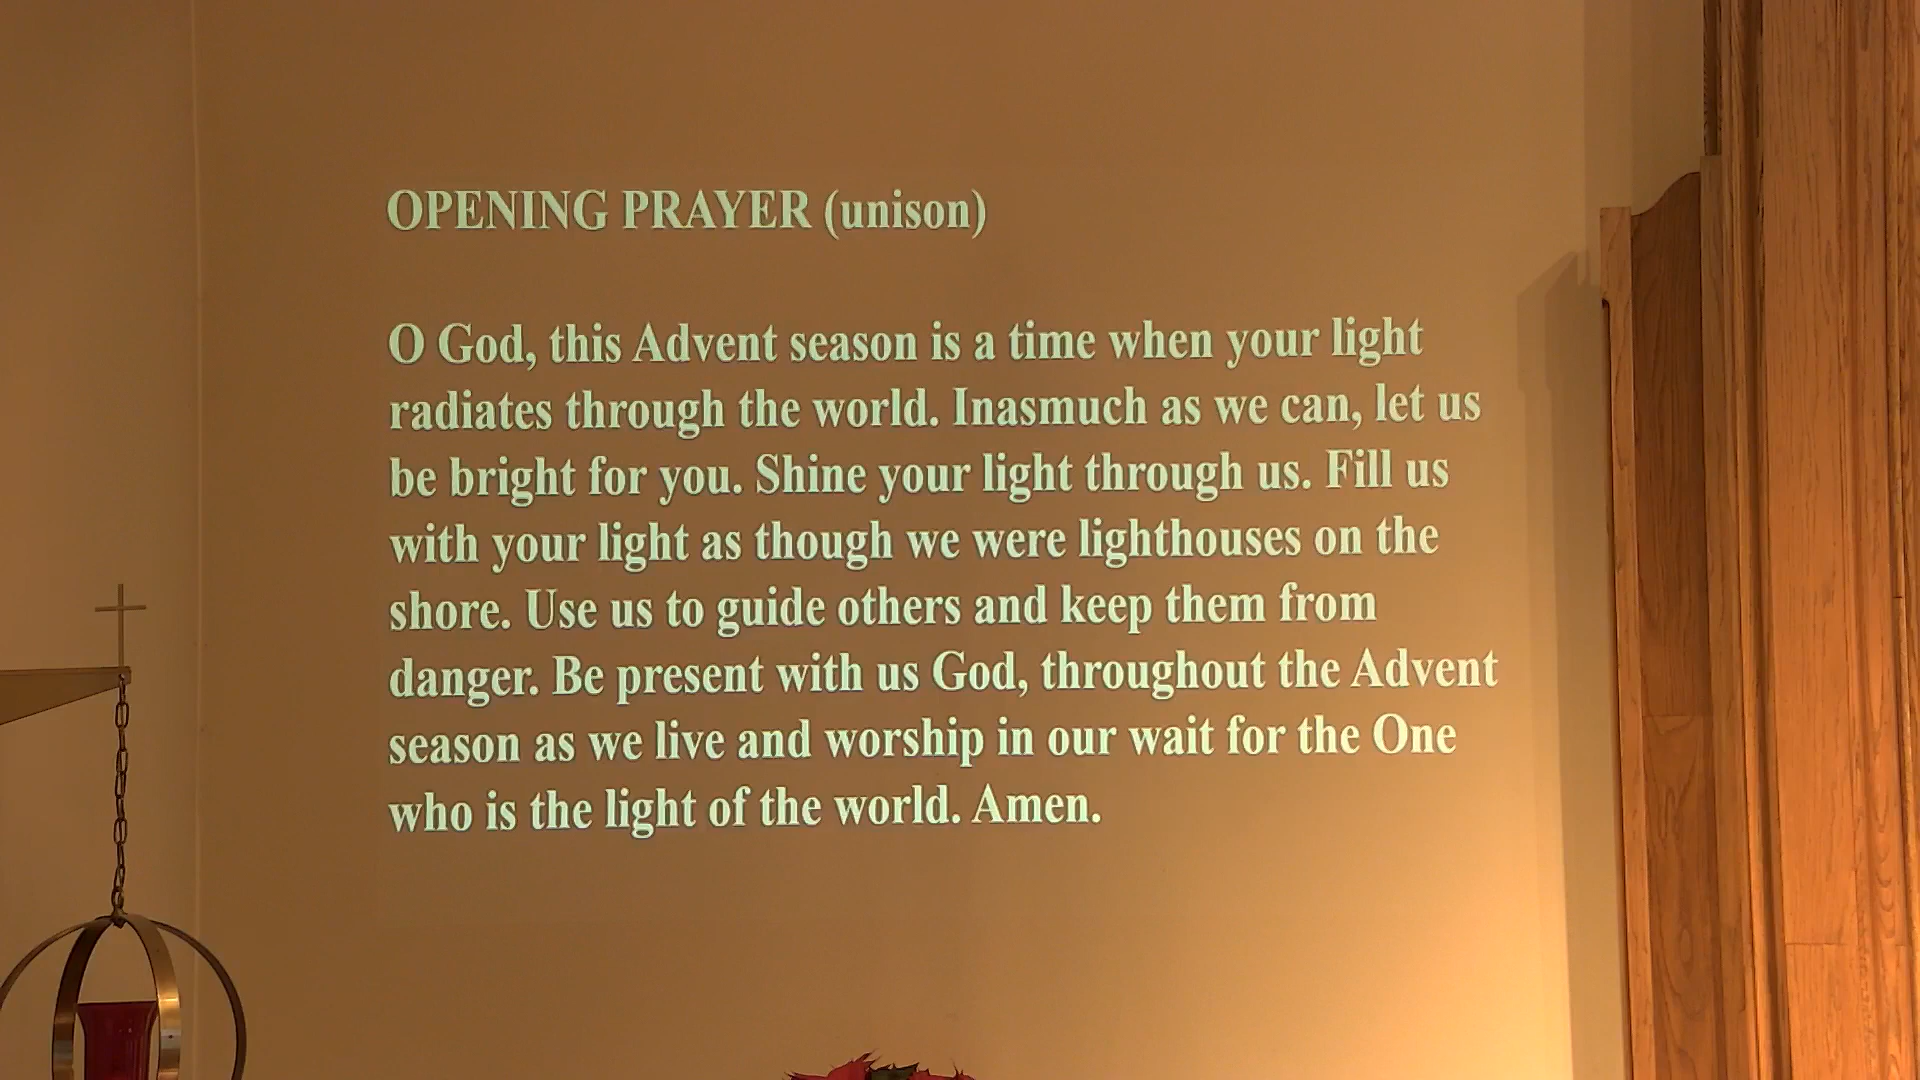 OPENING PRAYER (unison)
O God, this Advent season is a time when your light
radiates through the world. Inasmuch as we can, let us
be bright for you. Shine your light through us. Fill us
with your light as though we were lighthouses on the
shore. Use us to guide others and keep them from
danger. Be present with us God, throughout the Advent
season as we live and worship in our wait for the One
who is the light of the world. Amen.